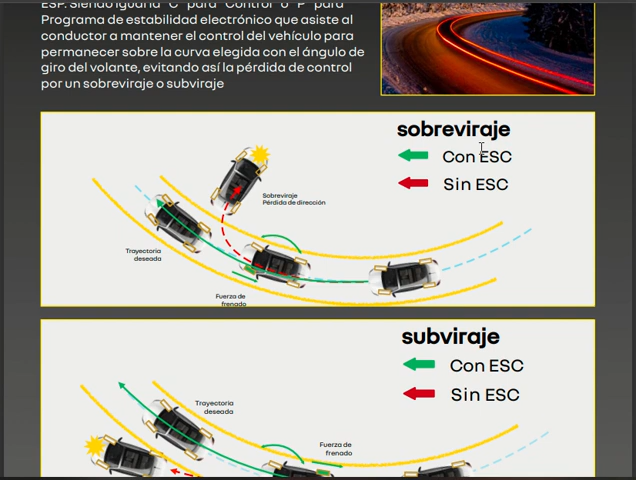 ESP. Siendo igual la "C" para "Control" o "P" para
Programa de estabilidad electrónico que asiste al
conductor a mantener el control del vehículo para
permanecer sobre la curva elegida con el ángulo de
giro del volante, evitando así la pérdida de control
por un sobreviraje o subviraje
sobreviraje
Con ESC
Sin ESC
Sobreviraje
Pérdida de dirección
Trayectoria
deseada
Fuerza de
frenado
subviraje
Con ESC
Sin ESC
Trayectoria
deseada
Fuerza de
frenado